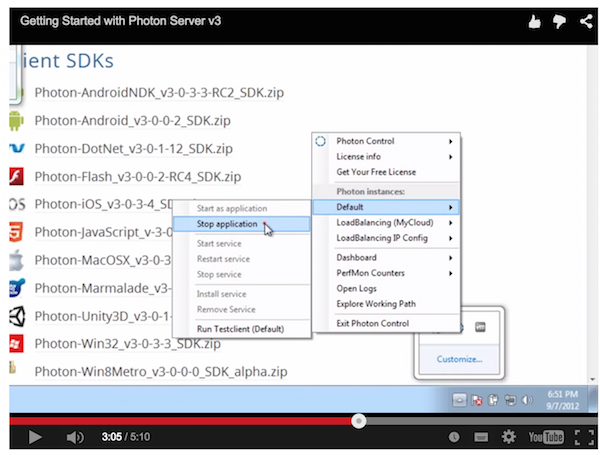 Getting Started with Photon Server v3
ient SDKs
Photon-AndroidNDK_v3-0-3-3-RC2_SDK.zip
Photon-Android_v3-0-0-2_SDK.zip
Photon-DotNet_v3-0-1-12_SDK.zip
Photon-Flash_v3-0-0-2-RC4_SDK.zip
Photon-iOS_v3-0-3-4_S
Photon-JavaScript_v-3-0
Photon-MacOSX_v3-0-3
Photon-Marmalade_v3-0
Photon-Unity3D_v3-0-1-
Photon-Win32_v3-0-3-3_SDK.zip
Photon-Win8Metro_v3-0-0-0_SDK_alpha.zip
Photon Control
License info
Get Your Free License
Photon instances:
Default
LoadBalancing (MyCloud)
LoadBalancing IP Config
Dashboard
PerfMon Counters
Open Logs
Explore Working Path
Exit Photon Control
Start as application
Stop application
Start service
Restart service
Stop service
Install service
Remove Service
Run Testclient (Default)
Customize...
6:51 PM
9/7/2012
3:05 / 5:10
YouTube